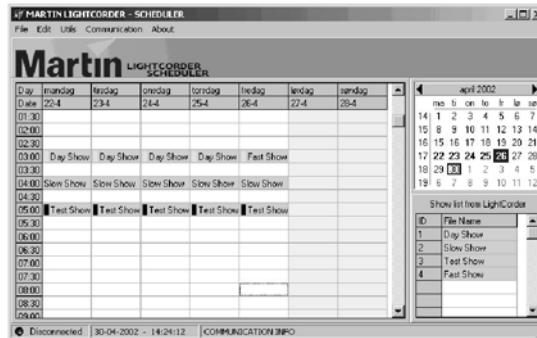 MARTIN LIGHTCORDER - SCHEDULER
File Edit Utils Communication About
Martin LIGHTCORDER
SCHEDULER
Day mandag tirsdag onsdag torsdag fredag lørdag søndag
Date 22-4 23-4 24-4 25-4 26-4 27-4 28-4
01:30
02:00
02:30
03:00 Day Show Day Show Day Show Day Show Fast Show
03:30
04:00 Slow Show Slow Show Slow Show Slow Show Slow Show
04:30
05:00 Test Show Test Show Test Show Test Show Test Show
05:30
06:00
06:30
07:00
07:30
08:00
08:30
09:00
april 2002
ma ti on to fr lø sø
14 1 2 3 4 5 6 7
15 8 9 10 11 12 13 14
16 15 16 17 18 19 20 21
17 22 23 24 25 26 27 28
18 29 30 1 2 3 4 5
19 6 7 8 9 10 11 12
Show list from LightCorder
ID File Name
1 Day Show
2 Slow Show
3 Test Show
4 Fast Show
Disconnected 30-04-2002 - 14:24:12 COMMUNICATION INFO